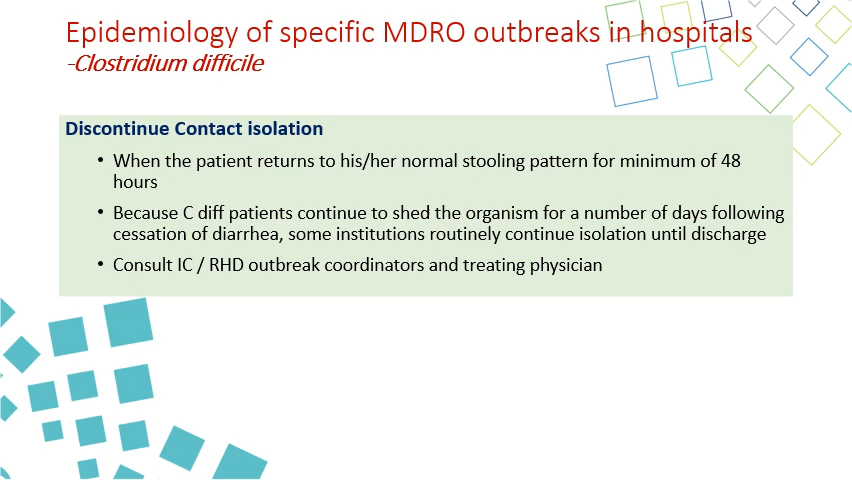 Epidemiology of specific MDRO outbreaks in hospitals
-Clostridium difficile
Discontinue Contact isolation
• When the patient returns to his/her normal stooling pattern for minimum of 48
hours
• Because C diff patients continue to shed the organism for a number of days following
cessation of diarrhea, some institutions routinely continue isolation until discharge
• Consult IC / RHD outbreak coordinators and treating physician